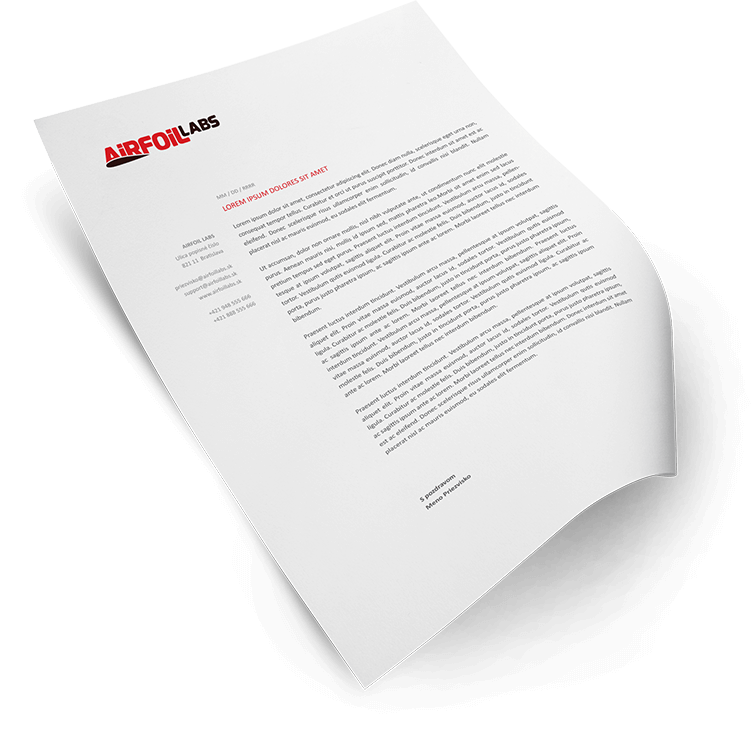 AiRFOiL LABS
MM / DD / RRRR
LOREM IPSUM DOLORES SIT AMET
AIRFOIL LABS
Ulica popisné číslo
821 11 Bratislava
priezvisko@airfoillabs.sk
support@airfoillabs.sk
www.airfoillabs.sk
+421 948 555 666
+421 888 555 666
Lorem ipsum dolor sit amet, consectetur adipiscing elit. Donec diam nulla, scelerisque eget urna non,
consequat tempor tellus. Curabitur et orci ut purus suscipit porttitor. Donec interdum sit amet est ac
eleifend. Donec scelerisque risus ullamcorper enim sollicitudin, id convallis nisi blandit. Nullam
placerat nisl ac mauris euismod, eu sodales elit fermentum.
Ut accumsan, dolor non ornare mollis, nisl nibh vulputate ante, ut condimentum nunc elit molestie
purus. Aenean mauris nisi, mollis id ipsum sed, mattis pharetra leo. Morbi sit amet enim sed lacus
pretium tempus sed eget purus. Praesent luctus interdum tincidunt. Vestibulum arcu massa, pellen-
tesque at ipsum volutpat, sagittis aliquet elit. Proin vitae massa euismod, auctor lacus id, sodales
tortor. Vestibulum quis euismod ligula. Curabitur ac molestie felis. Duis bibendum, justo in tincidunt
porta, purus justo pharetra ipsum, ac sagittis ipsum ante ac lorem. Morbi laoreet tellus nec interdum
bibendum.
Praesent luctus interdum tincidunt. Vestibulum arcu massa, pellentesque at ipsum volutpat, sagittis
aliquet elit. Proin vitae massa euismod, auctor lacus id, sodales tortor. Vestibulum quis euismod
ligula. Curabitur ac molestie felis. Duis bibendum, justo in tincidunt porta, purus justo pharetra ipsum,
ac sagittis ipsum ante ac lorem. Morbi laoreet tellus nec interdum bibendum. Praesent luctus
interdum tincidunt. Vestibulum arcu massa, pellentesque at ipsum volutpat, sagittis aliquet elit. Proin
vitae massa euismod, auctor lacus id, sodales tortor. Vestibulum quis euismod ligula. Curabitur ac
molestie felis. Duis bibendum, justo in tincidunt porta, purus justo pharetra ipsum, ac sagittis ipsum
ante ac lorem. Morbi laoreet tellus nec interdum bibendum.
Praesent luctus interdum tincidunt. Vestibulum arcu massa, pellentesque at ipsum volutpat, sagittis
aliquet elit. Proin vitae massa euismod, auctor lacus id, sodales tortor. Vestibulum quis euismod
ligula. Curabitur ac molestie felis. Duis bibendum, justo in tincidunt porta, purus justo pharetra ipsum,
ac sagittis ipsum ante ac lorem. Morbi laoreet tellus nec interdum bibendum. Donec interdum sit amet
est ac eleifend. Donec scelerisque risus ullamcorper enim sollicitudin, id convallis nisi blandit. Nullam
placerat nisl ac mauris euismod, eu sodales elit fermentum.
S pozdravom
Meno Priezvisko